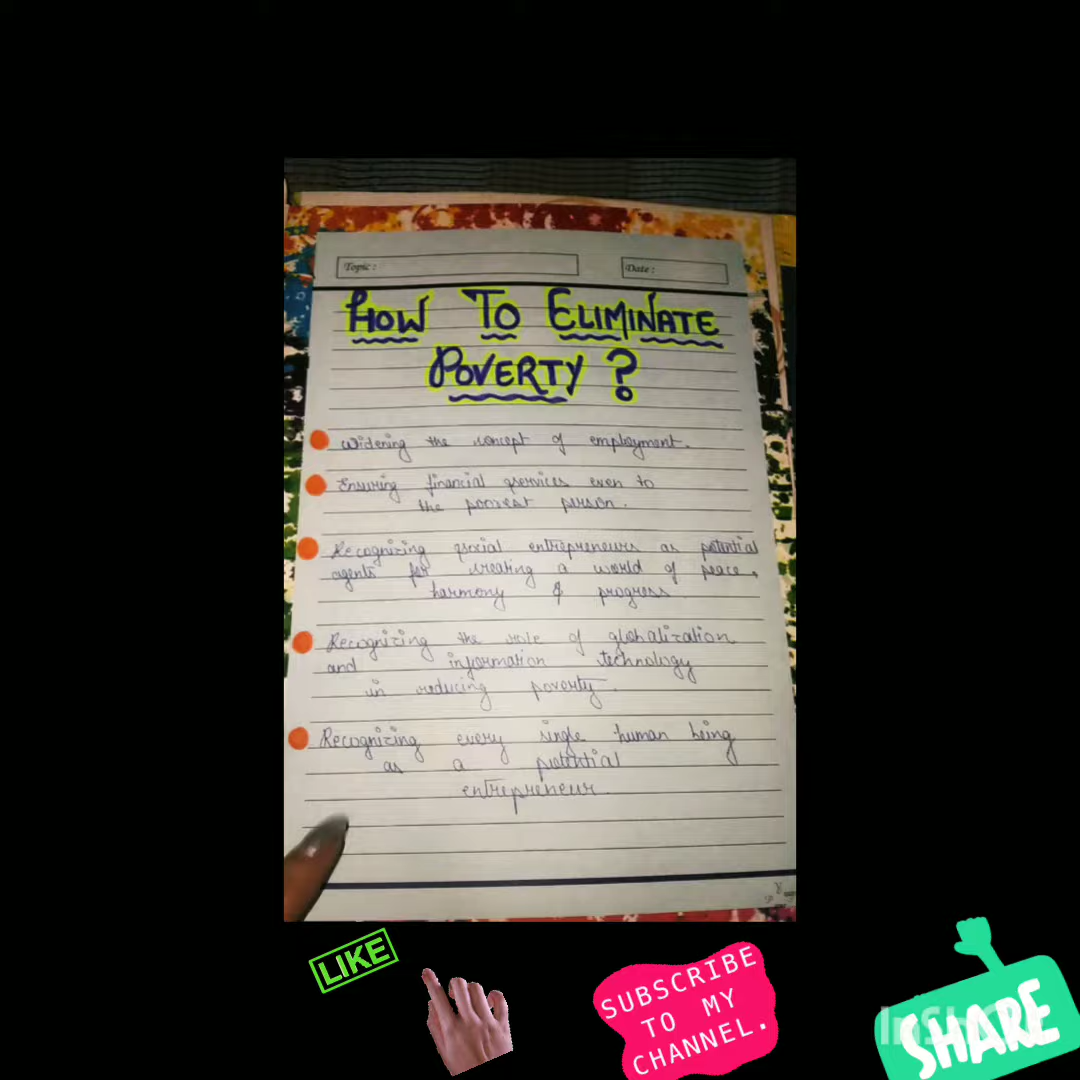 Topic :
Date :
HOW TO ELIMINATE
POVERTY ?
Widening the concept of employment.
Ensuring financial services even to
the poorest person.
Recognizing social entrepreneurs as potential
agents for creating a world of peace,
harmony & progress.
Recognizing the role of globalization
and information technology
in reducing poverty.
Recognizing every single human being
as a potential
entrepreneur.
LIKE
SUBSCRIBE
TO MY
CHANNEL.
SHARE